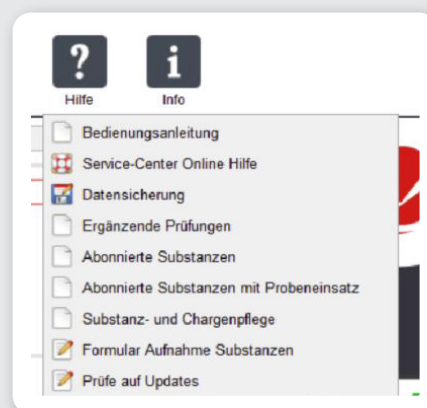 ?
i
Hilfe
Info
Bedienungsanleitung
Service-Center Online Hilfe
Datensicherung
Ergänzende Prüfungen
Abonnierte Substanzen
Abonnierte Substanzen mit Probeneinsatz
Substanz- und Chargenpflege
Formular Aufnahme Substanzen
Prüfe auf Updates